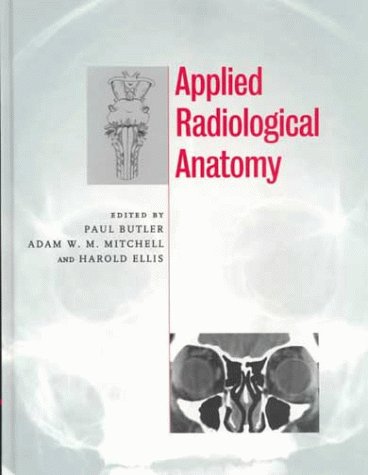 Applied
Radiological
Anatomy
EDITED BY
PAUL BUTLER
ADAM W. M. MITCHELL
AND HAROLD ELLIS